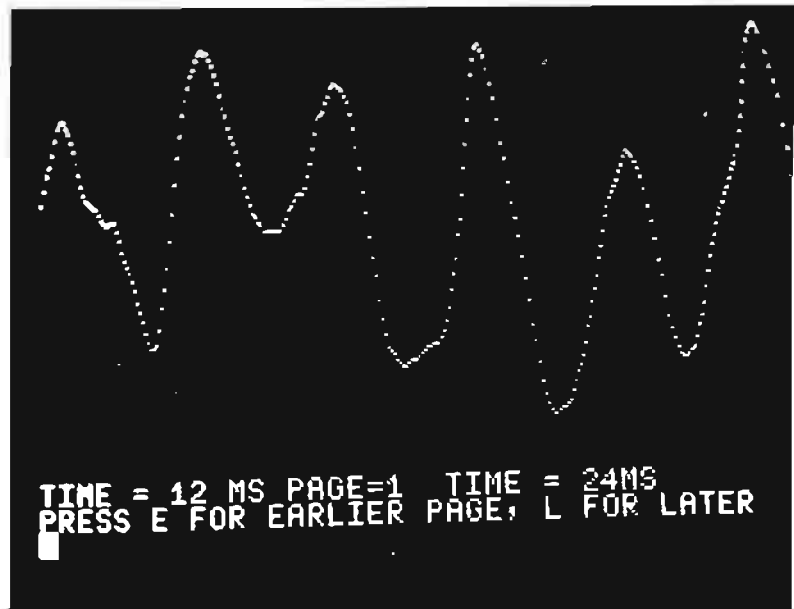 TIME = 12 MS PAGE=1 TIME = 24MS
PRESS E FOR EARLIER PAGE, L FOR LATER